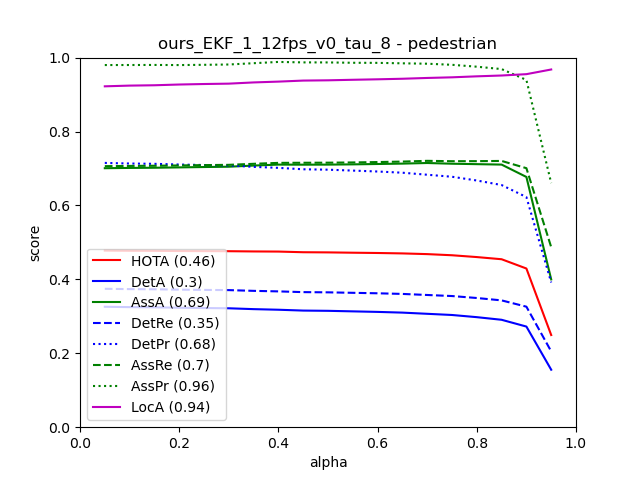 ours_EKF_1_12fps_v0_tau_8 - pedestrian
1.0
0.8
0.6
0.4
0.2
0.0
score
HOTA (0.46)
DetA (0.3)
AssA (0.69)
DetRe (0.35)
DetPr (0.68)
AssRe (0.7)
AssPr (0.96)
LocA (0.94)
0.0 0.2 0.4 0.6 0.8 1.0
alpha